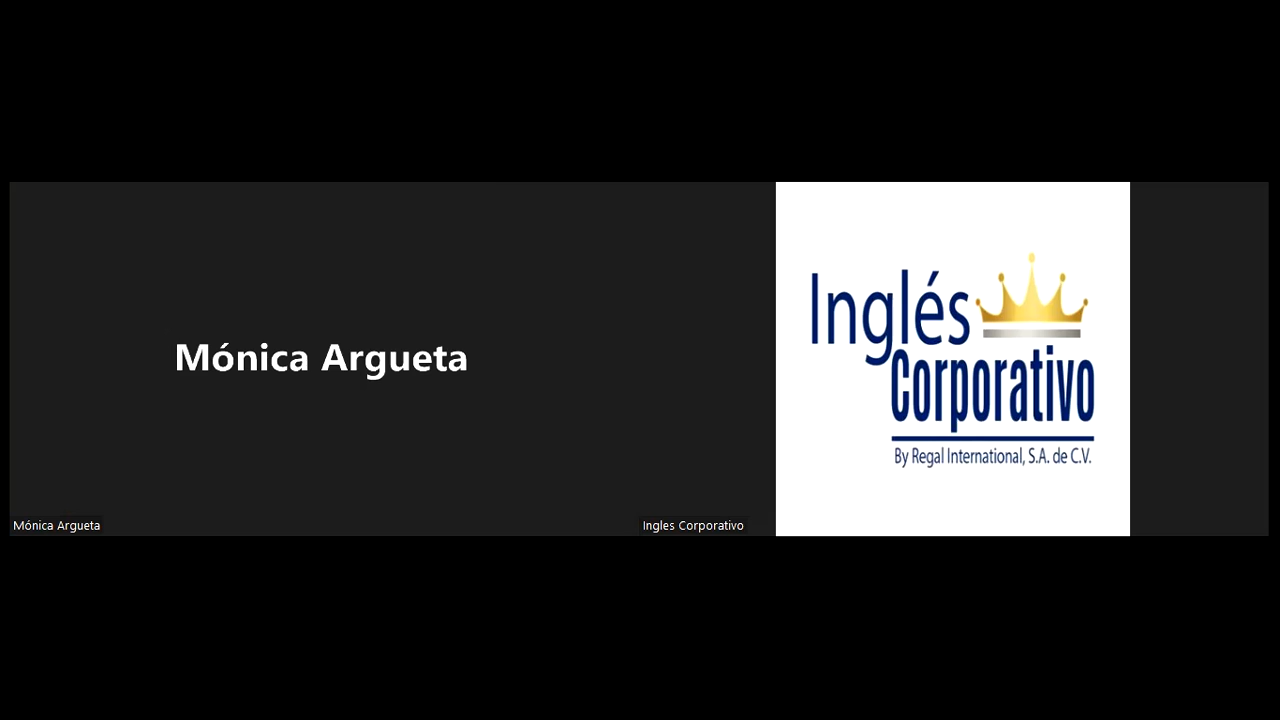 Mónica Argueta
Inglés
Corporativo
By Regal International, S.A. de C.V.
Mónica Argueta
Ingles Corporativo